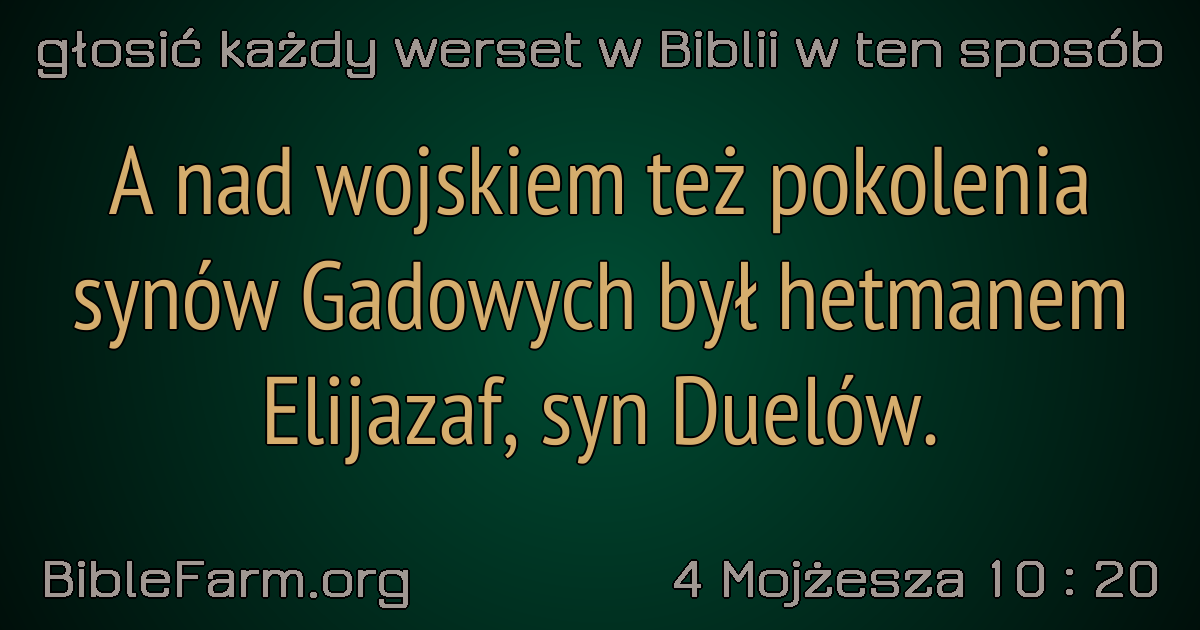 głosić każdy werset w Biblii w ten sposób
A nad wojskiem też pokolenia
synów Gadowych był hetmanem
Elijazaf, syn Duelów.
BibleFarm.org
4 Mojżesza 10 : 20